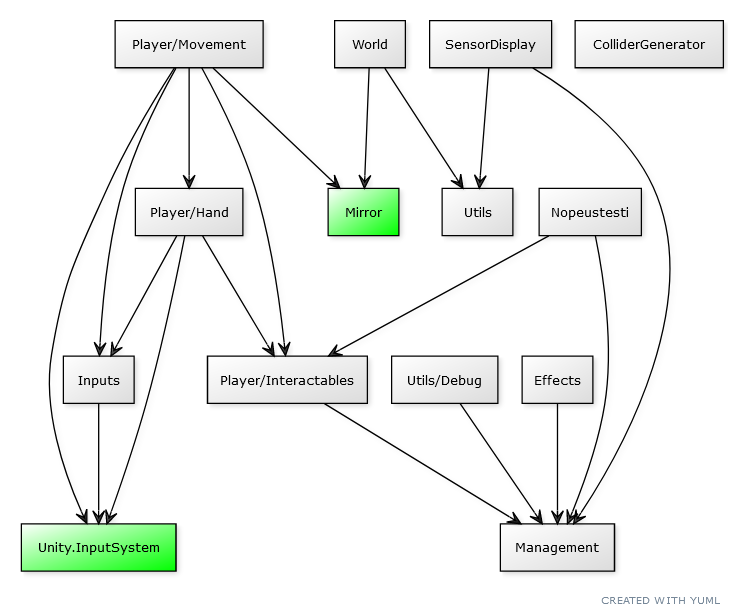 Player/Movement
World
SensorDisplay
ColliderGenerator
Player/Hand
Mirror
Utils
Nopeustesti
Inputs
Player/Interactables
Utils/Debug
Effects
Unity.InputSystem
Management
CREATED WITH YUML